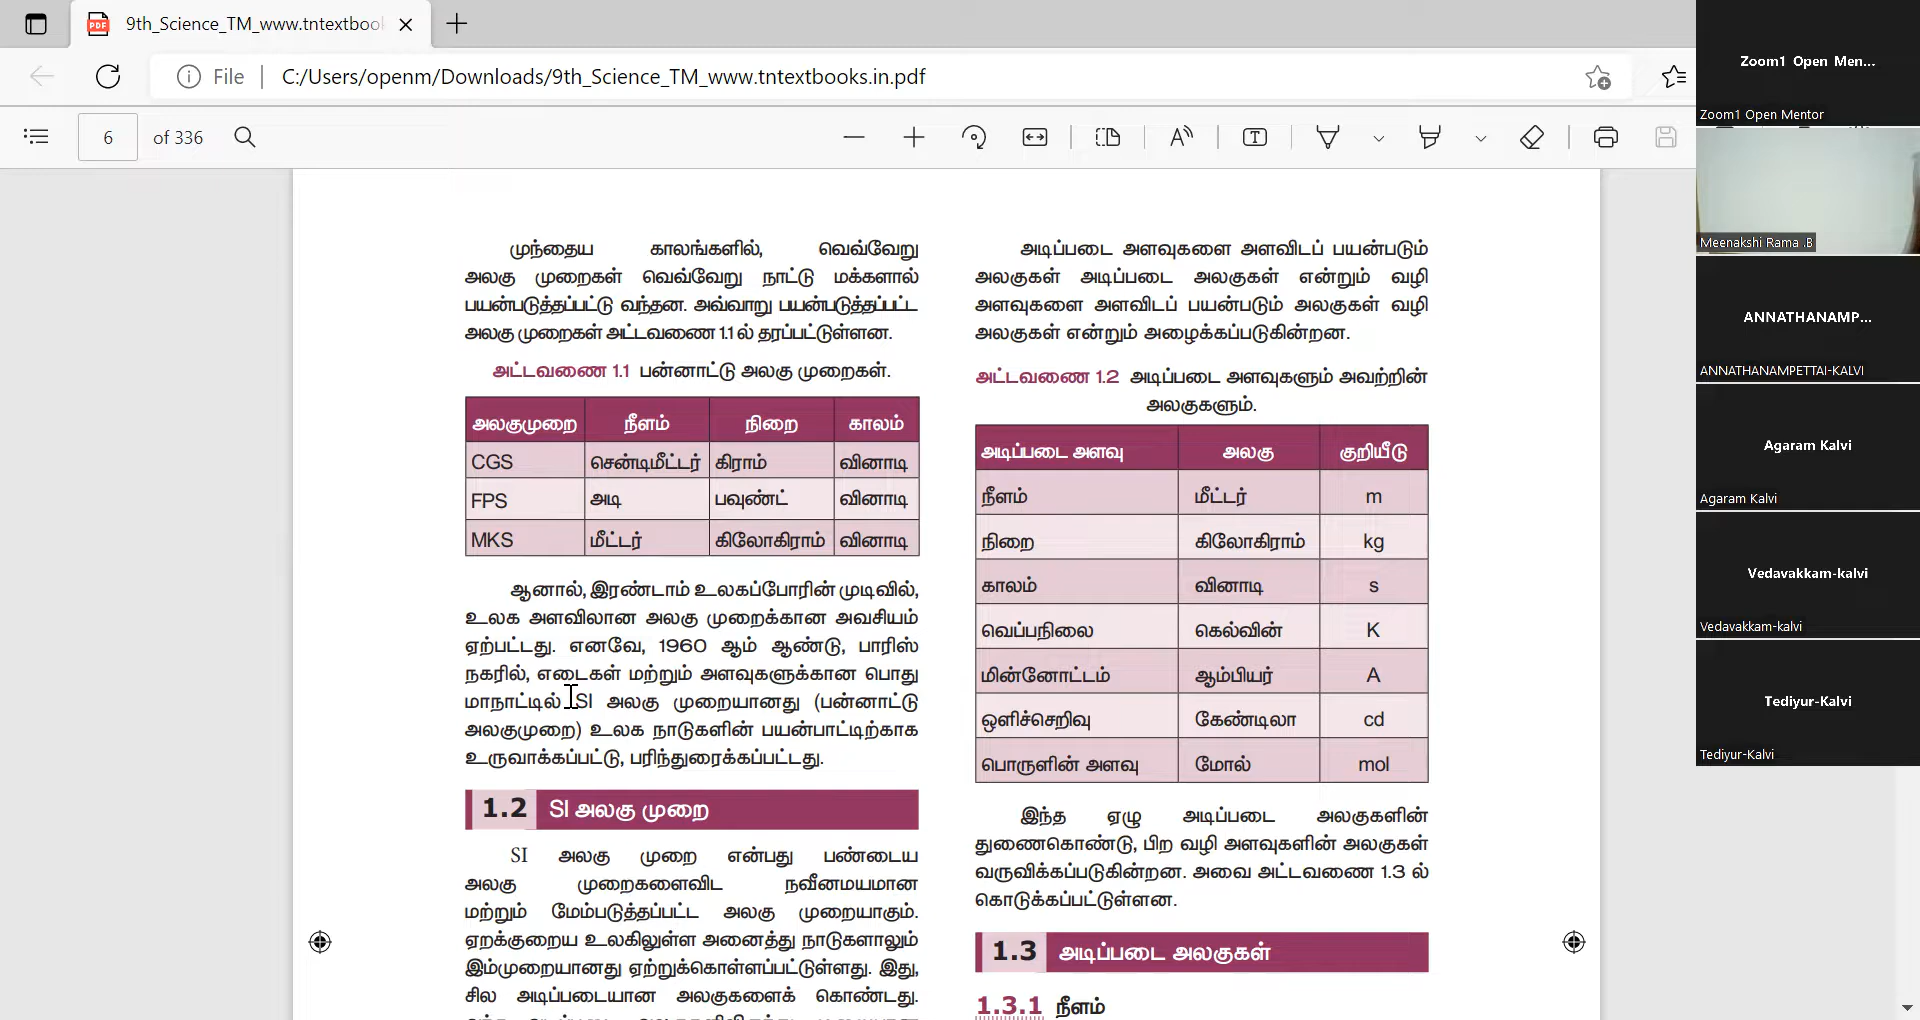 9th_Science_TM_www.tntextboo
File C:/Users/openm/Downloads/9th_Science_TM_www.tntextbooks.in.pdf
6 of 336
முந்தைய காலங்களில், வெவ்வேறு
அலகு முறைகள் வெவ்வேறு நாட்டு மக்களால்
பயன்படுத்தப்பட்டு வந்தன. அவ்வாறு பயன்படுத்தப்பட்ட
அலகு முறைகள் அட்டவணை 1.1 ல் தரப்பட்டுள்ளன.
அட்டவணை 1.1 பன்னாட்டு அலகு முறைகள்.
அலகுமுறை நீளம் நிறை காலம்
CGS சென்டிமீட்டர் கிராம் வினாடி
FPS அடி பவுண்ட் வினாடி
MKS மீட்டர் கிலோகிராம் வினாடி
ஆனால், இரண்டாம் உலகப்போரின் முடிவில்,
உலக அளவிலான அலகு முறைக்கான அவசியம்
ஏற்பட்டது. எனவே, 1960 ஆம் ஆண்டு, பாரிஸ்
நகரில், எடைகள் மற்றும் அளவுகளுக்கான பொது
மாநாட்டில் SI அலகு முறையானது (பன்னாட்டு
அலகுமுறை) உலக நாடுகளின் பயன்பாட்டிற்காக
உருவாக்கப்பட்டு, பரிந்துரைக்கப்பட்டது.
1.2 SI அலகு முறை
SI அலகு முறை என்பது பண்டைய
அலகு முறைகளைவிட நவீனமயமான
மற்றும் மேம்படுத்தப்பட்ட அலகு முறையாகும்.
ஏறக்குறைய உலகிலுள்ள அனைத்து நாடுகளாலும்
இம்முறையானது ஏற்றுக்கொள்ளப்பட்டுள்ளது. இது,
சில அடிப்படையான அலகுகளைக் கொண்டது.
அடிப்படை அளவுகளை அளவிடப் பயன்படும்
அலகுகள் அடிப்படை அலகுகள் என்றும் வழி
அளவுகளை அளவிடப் பயன்படும் அலகுகள் வழி
அலகுகள் என்றும் அழைக்கப்படுகின்றன.
அட்டவணை 1.2 அடிப்படை அளவுகளும் அவற்றின்
அலகுகளும்.
அடிப்படை அளவு அலகு குறியீடு
நீளம் மீட்டர் m
நிறை கிலோகிராம் kg
காலம் வினாடி s
வெப்பநிலை கெல்வின் K
மின்னோட்டம் ஆம்பியர் A
ஒளிச்செறிவு கேண்டிலா cd
பொருளின் அளவு மோல் mol
இந்த ஏழு அடிப்படை அலகுகளின்
துணைகொண்டு, பிற வழி அளவுகளின் அலகுகள்
வருவிக்கப்படுகின்றன. அவை அட்டவணை 1.3 ல்
கொடுக்கப்பட்டுள்ளன.
1.3 அடிப்படை அலகுகள்
1.3.1 நீளம்
Zoom1 Open Men...
Zoom1 Open Mentor
Meenakshi Rama .B
ANNATHANAMP...
ANNATHANAMPETTAI-KALVI
Agaram Kalvi
Agaram Kalvi
Vedavakkam-kalvi
Vedavakkam-kalvi
Tediyur-Kalvi
Tediyur-Kalvi